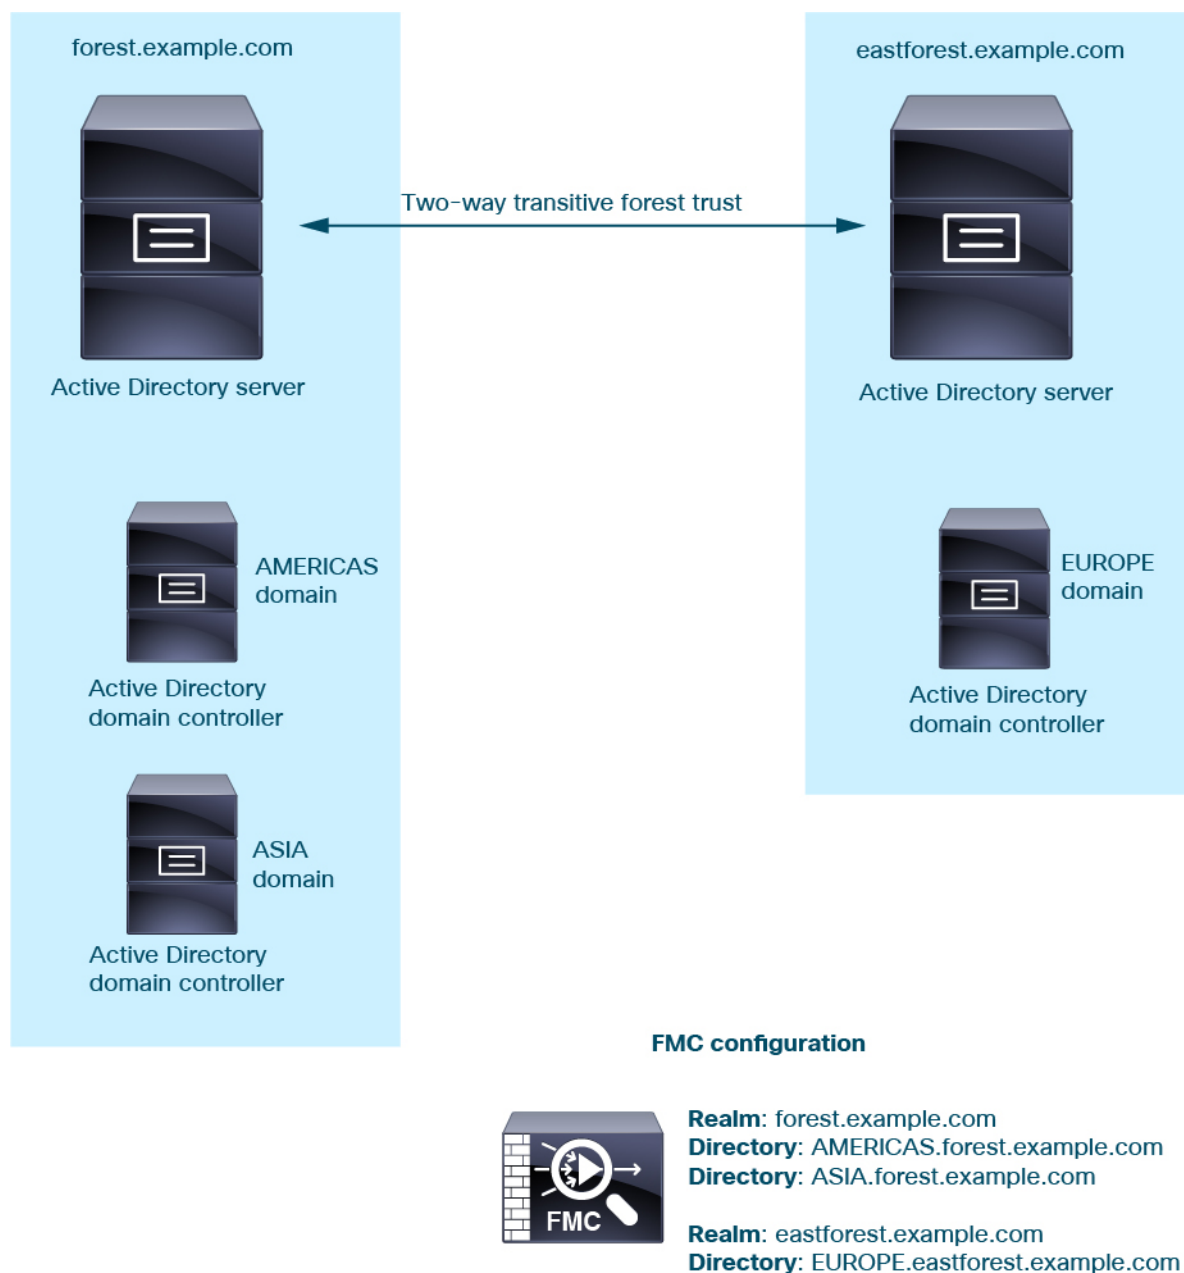 forest.example.com
eastforest.example.com
Two-way transitive forest trust
Active Directory server
Active Directory server
AMERICAS
domain
Active Directory
domain controller
EUROPE
domain
Active Directory
domain controller
ASIA
domain
Active Directory
domain controller
FMC configuration
FMC
Realm: forest.example.com
Directory: AMERICAS.forest.example.com
Directory: ASIA.forest.example.com
Realm: eastforest.example.com
Directory: EUROPE.eastforest.example.com